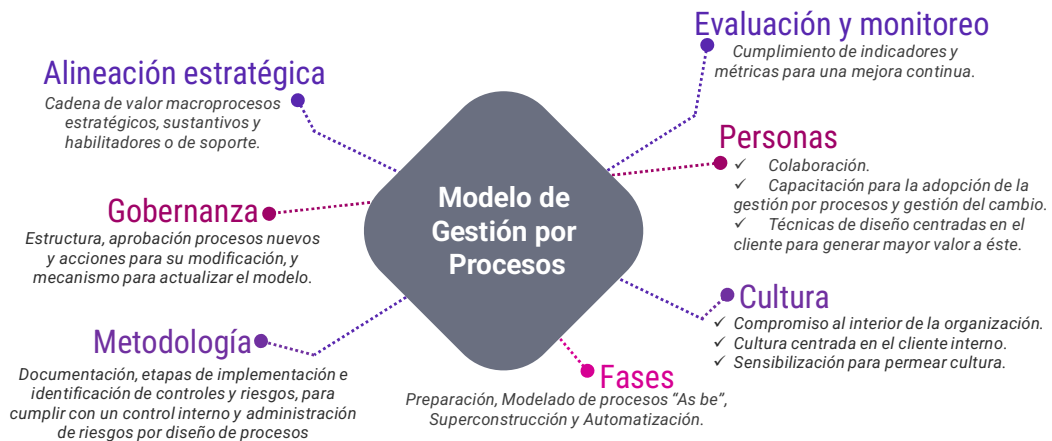 Alineación estratégica
Cadena de valor macroprocesos
estratégicos, sustantivos y
habilitadores o de soporte.
Gobernanza
Estructura, aprobación procesos nuevos
y acciones para su modificación, y
mecanismo para actualizar el modelo.
Metodología
Documentación, etapas de implementación e
identificación de controles y riesgos, para
cumplir con un control interno y administración
de riesgos por diseño de procesos
Modelo de
Gestión por
Procesos
Evaluación y monitoreo
Cumplimiento de indicadores y
métricas para una mejora continua.
Personas
✓ Colaboración.
✓ Capacitación para la adopción de la
gestión por procesos y gestión del cambio.
✓ Técnicas de diseño centradas en el
cliente para generar mayor valor a éste.
Cultura
✓ Compromiso al interior de la organización.
✓ Cultura centrada en el cliente interno.
✓ Sensibilización para permear cultura.
Fases
Preparación, Modelado de procesos “As be”,
Superconstrucción y Automatización.